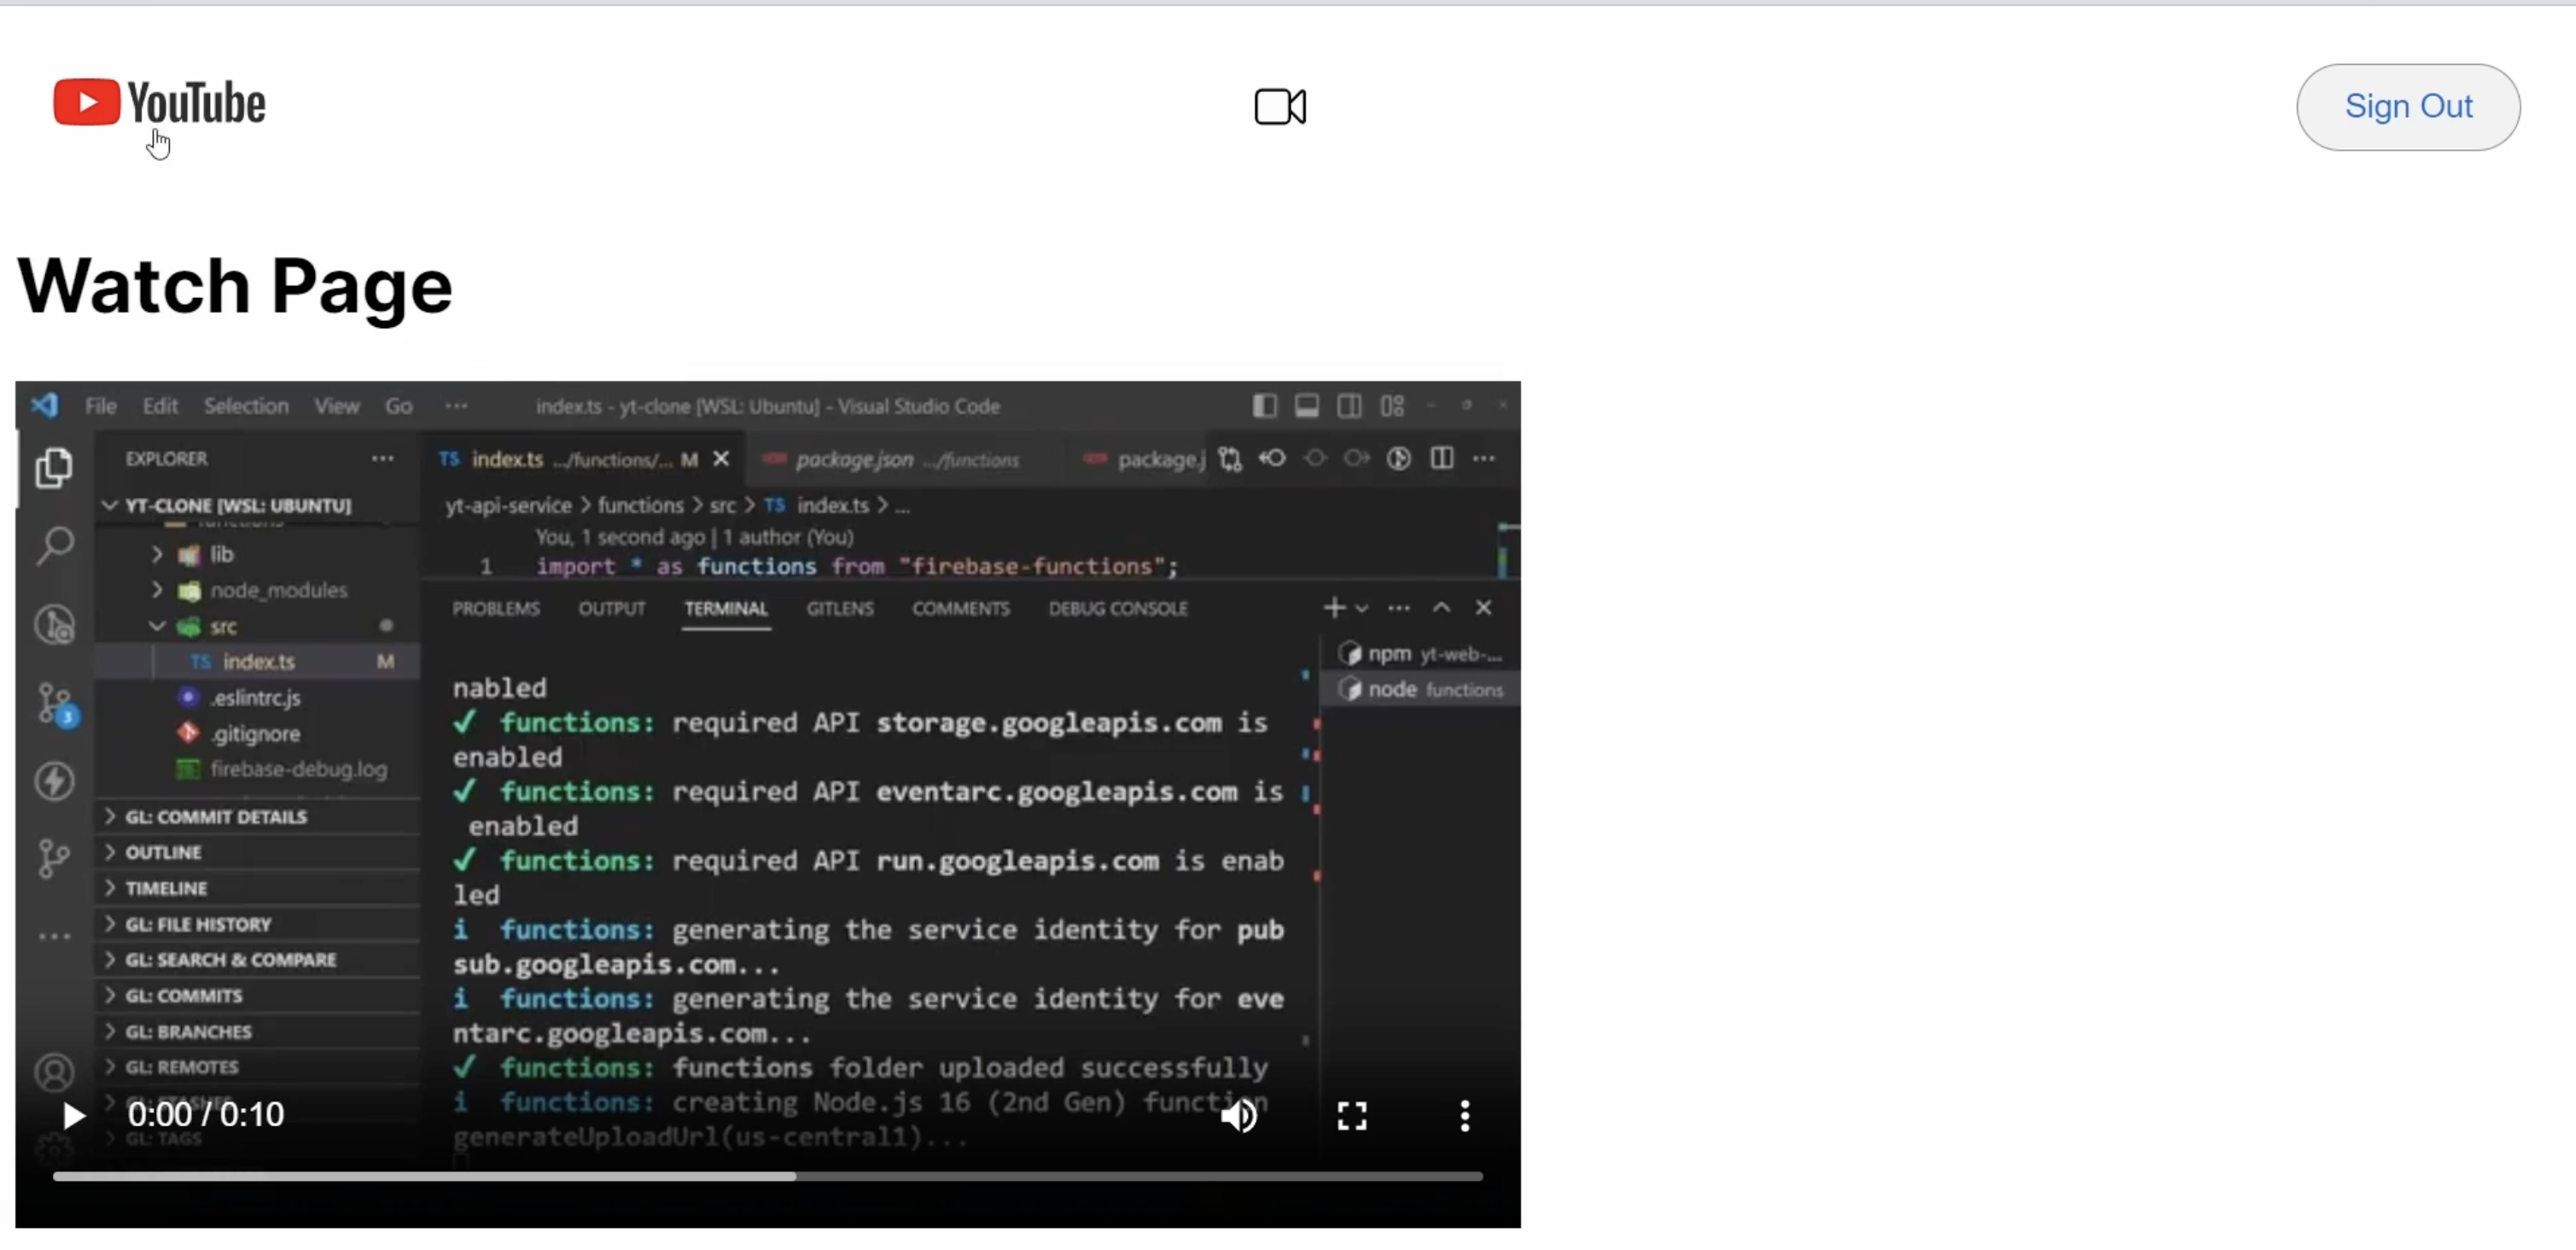 YouTube
Sign Out
Watch Page
File Edit Selection View Go ... index.ts - yt-clone [WSL: Ubuntu] - Visual Studio Code
EXPLORER ...
TS index.ts .../functions/... M package.json .../functions package.j ...
YT-CLONE [WSL: UBUNTU]
yt-api-service > functions > src > TS index.ts > ...
functions
You, 1 second ago | 1 author (You)
lib
1 import * as functions from "firebase-functions";
node_modules
PROBLEMS OUTPUT TERMINAL GITLENS COMMENTS DEBUG CONSOLE
src
npm yt-web-...
TS index.ts M
node functions
.eslintrc.js
.gitignore
firebase-debug.log
3
GL: COMMIT DETAILS
OUTLINE
TIMELINE
GL: FILE HISTORY
GL: SEARCH & COMPARE
GL: COMMITS
GL: BRANCHES
GL: REMOTES
GL: STASHES
GL: TAGS
nabled
✓ functions: required API storage.googleapis.com is
enabled
✓ functions: required API eventarc.googleapis.com is
enabled
✓ functions: required API run.googleapis.com is enab
led
i functions: generating the service identity for pub
sub.googleapis.com...
i functions: generating the service identity for eve
ntarc.googleapis.com...
✓ functions: functions folder uploaded successfully
i functions: creating Node.js 16 (2nd Gen) function
generateUploadUrl(us-central1)...
0:00 / 0:10